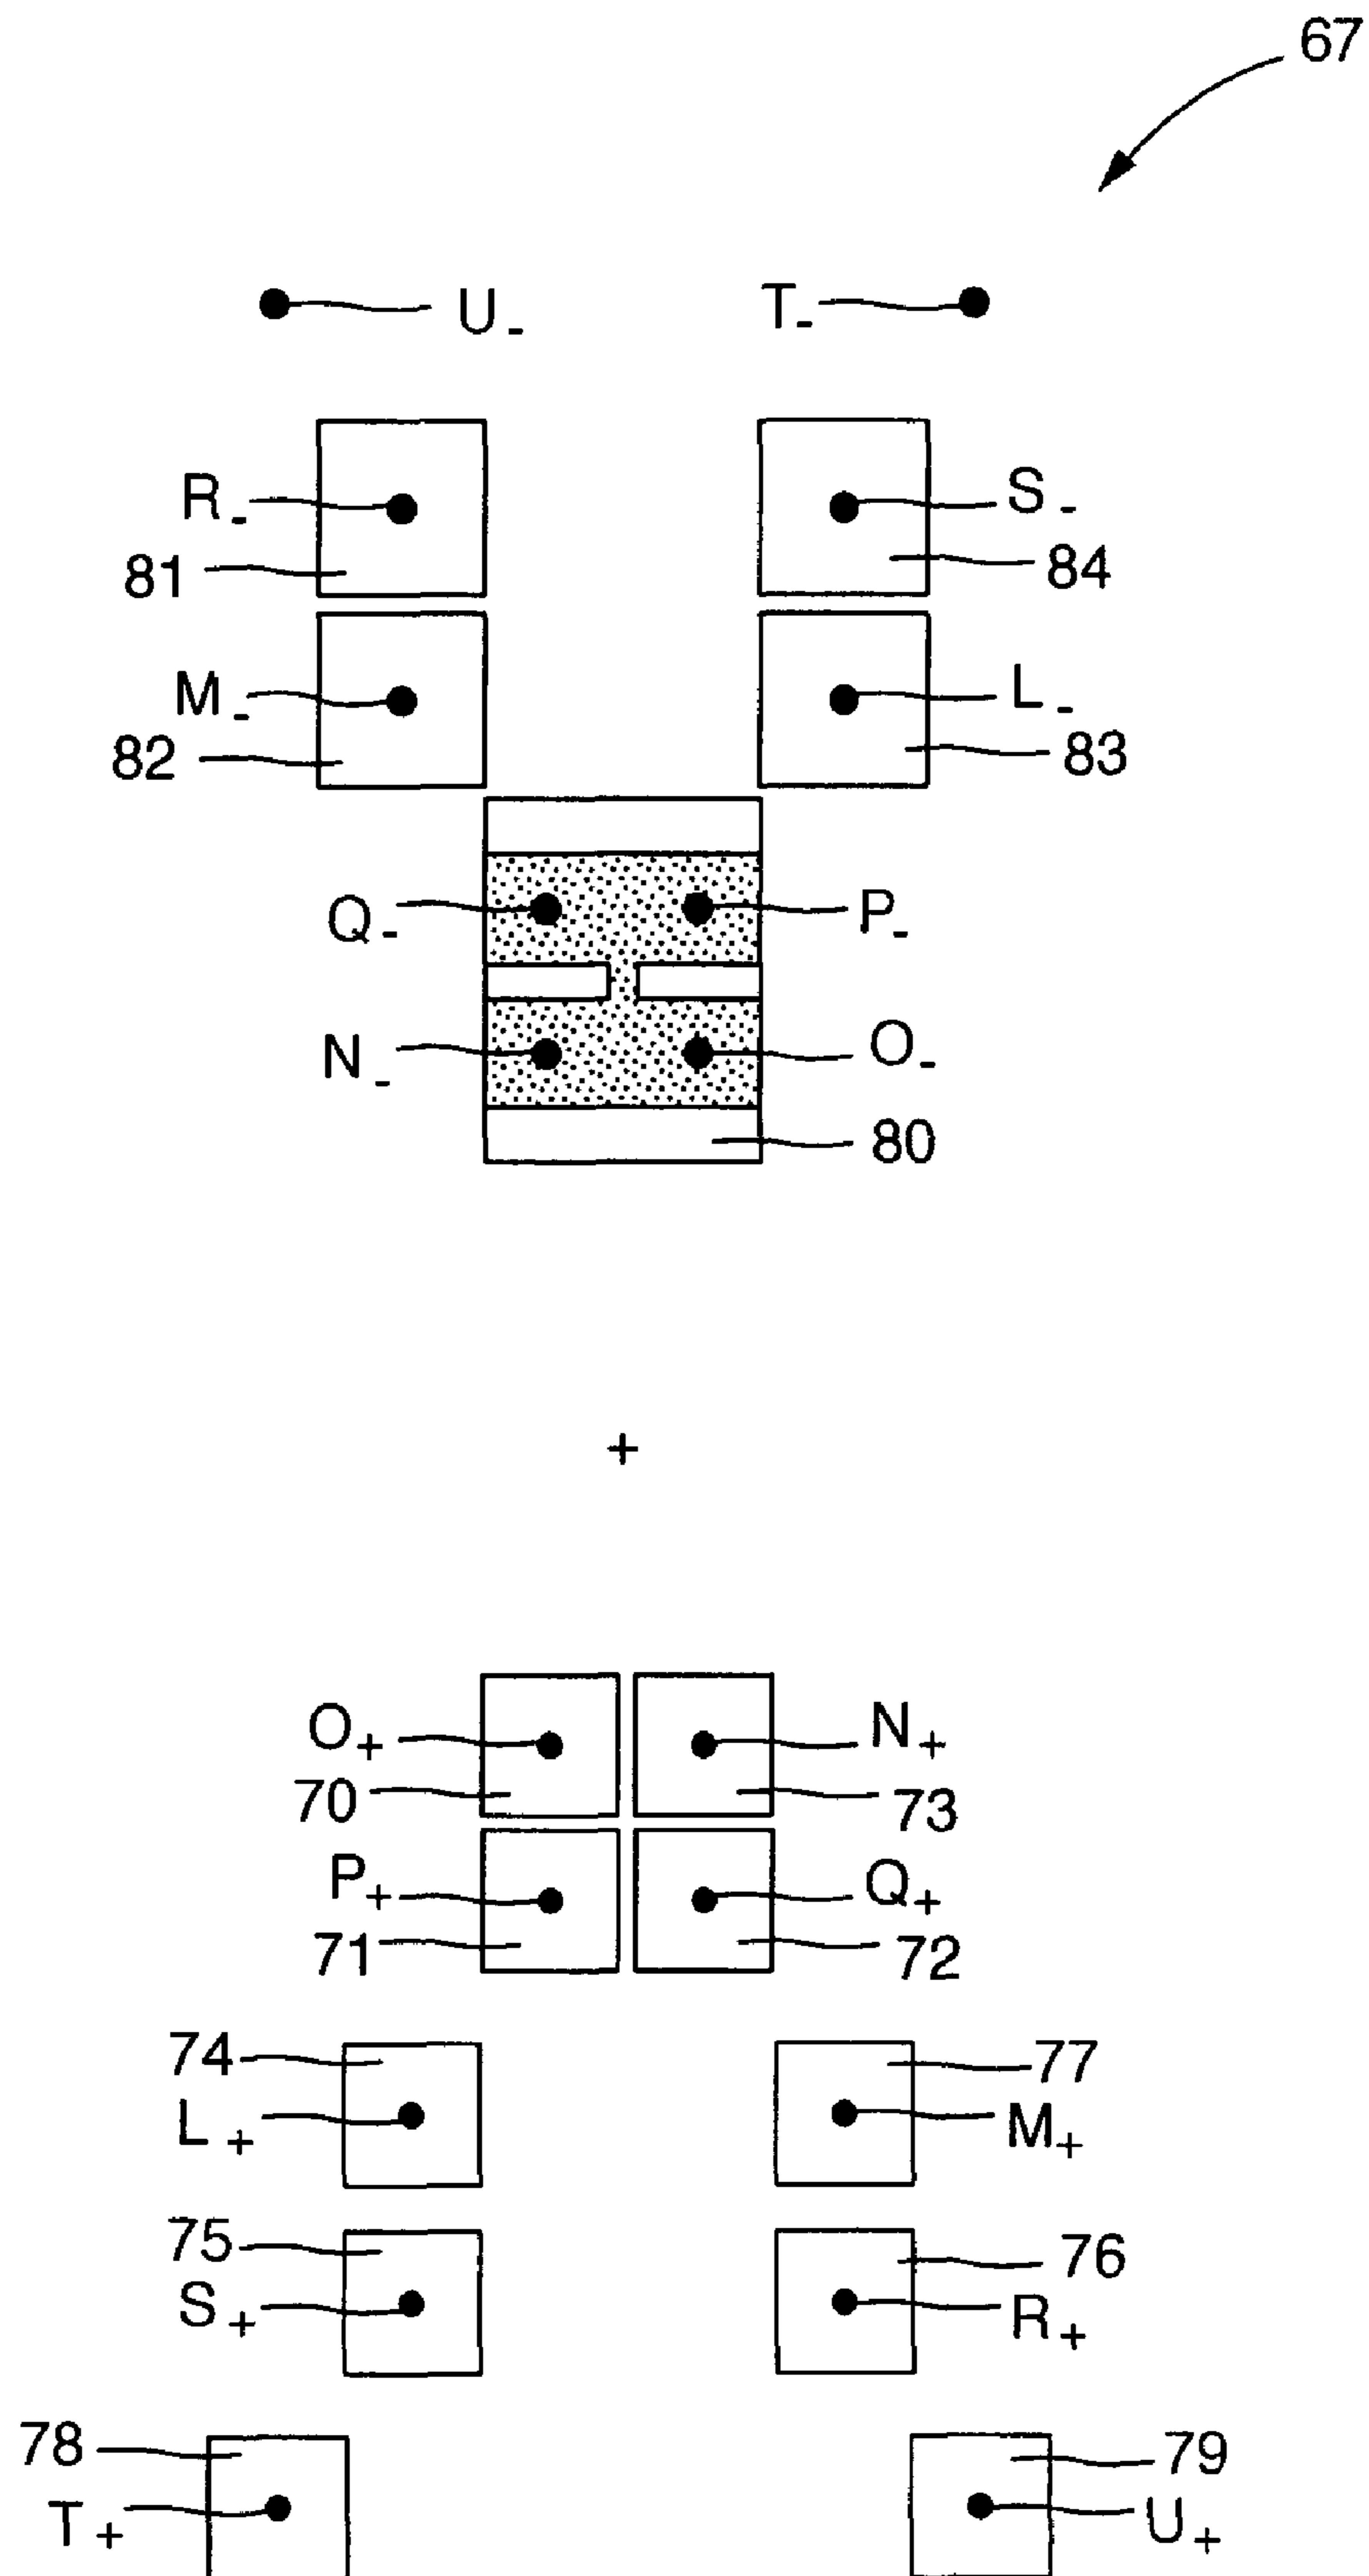 67
U- T-
R- S-
81 84
M- L-
82 83
Q- P-
N- O-
80
+
O+ N+
70 73
P+ Q+
71 72
74 77
L+ M+
75 76
S+ R+
78 79
T+ U+